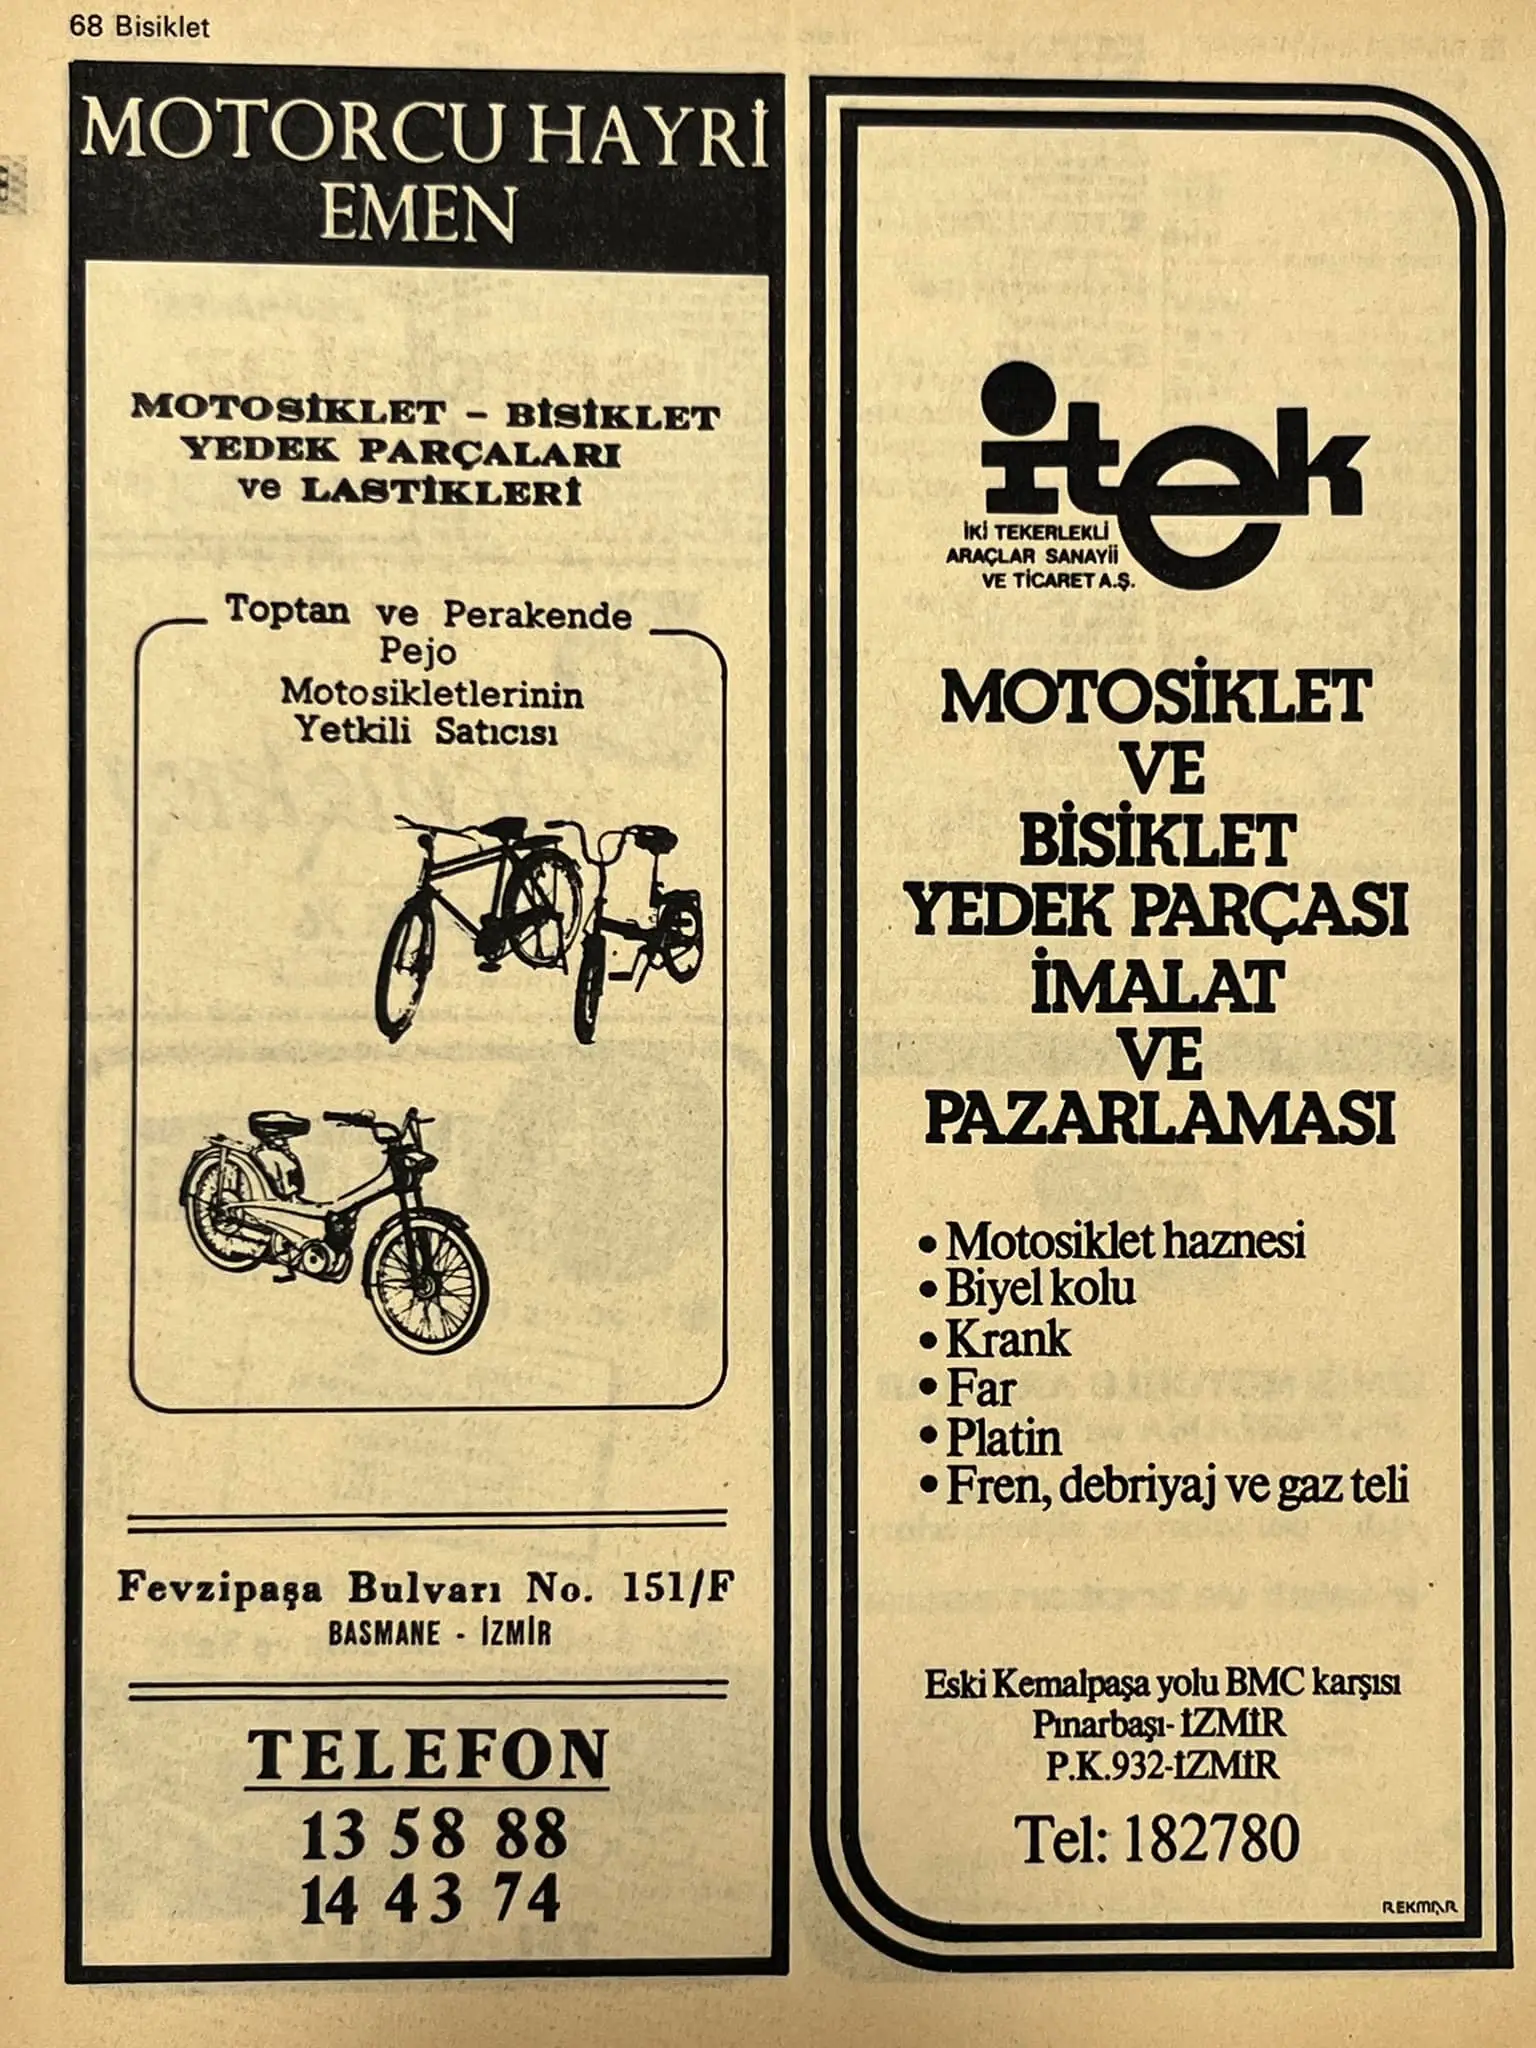 68 Bisiklet
MOTORCU HAYRİ
EMEN
MOTOSİKLET - BİSİKLET
YEDEK PARÇALARI
ve LASTİKLERİ
Toptan ve Perakende
Pejo
Motosikletlerinin
Yetkili Satıcısı
Fevzipaşa Bulvarı No. 151/F
BASMANE - İZMİR
TELEFON
13 58 88
14 43 74
itek
İKİ TEKERLEKLİ
ARAÇLAR SANAYİİ
VE TİCARET A.Ş.
MOTOSİKLET
VE
BİSİKLET
YEDEK PARÇASI
İMALAT
VE
PAZARLAMASI
• Motosiklet haznesi
• Biyel kolu
• Krank
• Far
• Platin
• Fren, debriyaj ve gaz teli
Eski Kemalpaşa yolu BMC karşısı
Pınarbaşı-İZMİR
P.K.932-İZMİR
Tel: 182780
REKMAR